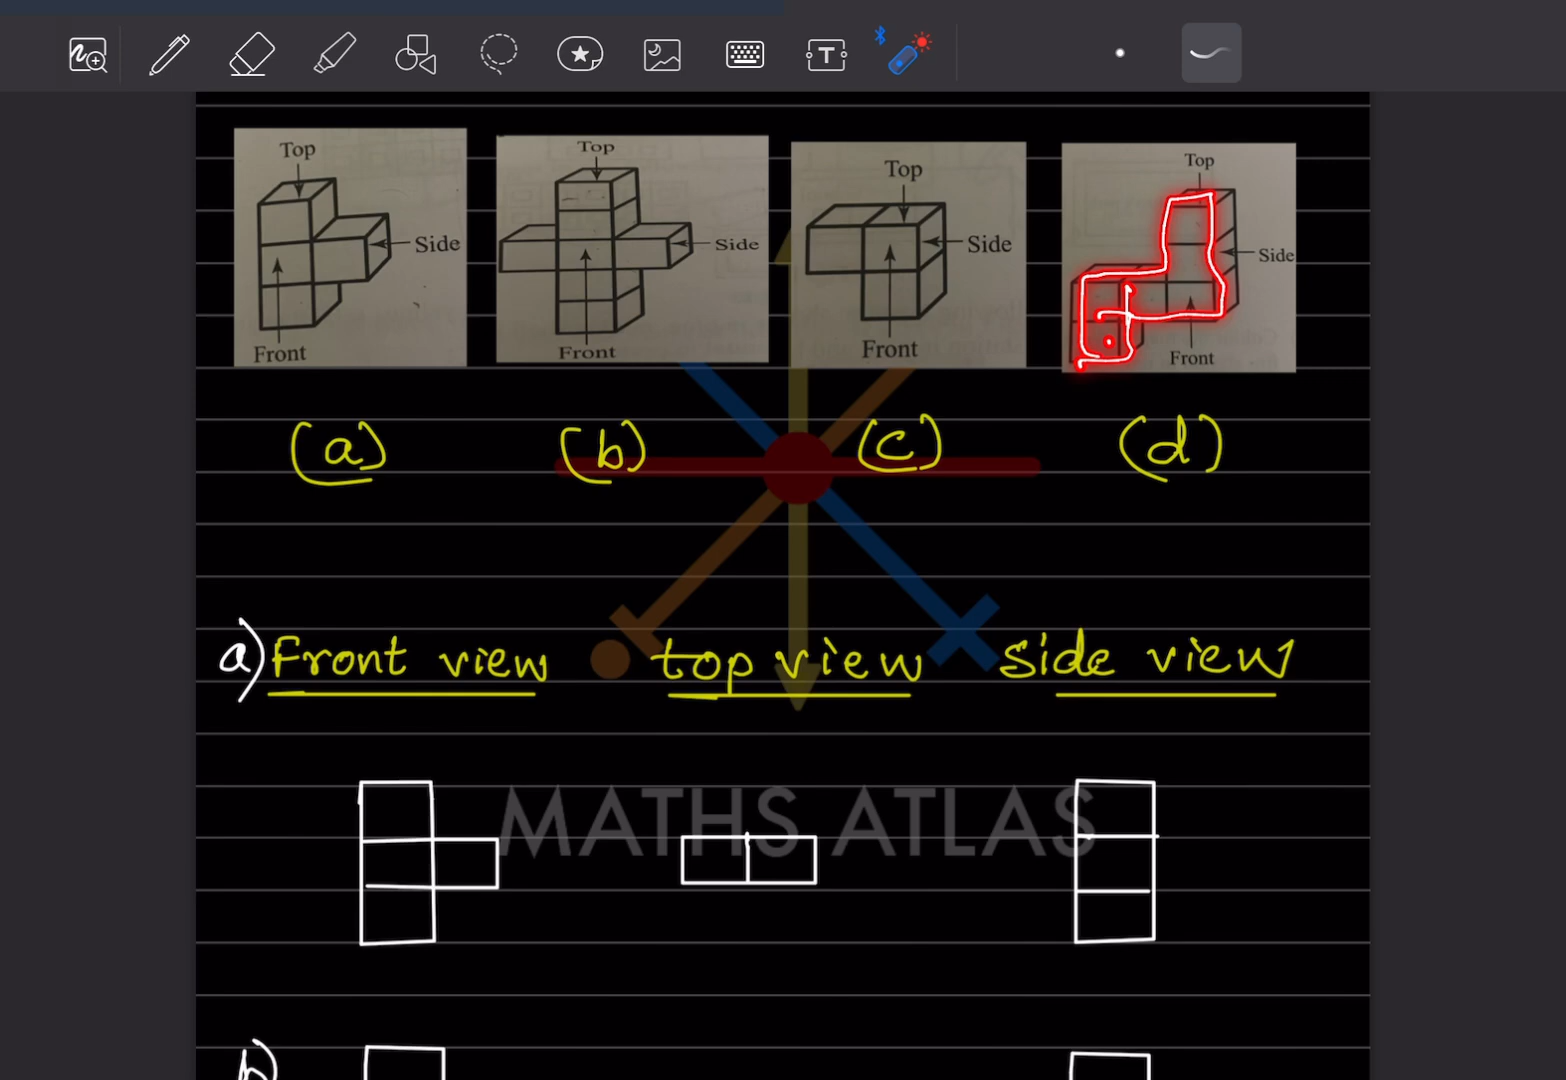 Top
Side
Front
Top
Side
Front
Top
Side
Front
Top
Side
Front
(a) (b) (c) (d)
a) Front view top view side view
MATHS ATLAS
b)